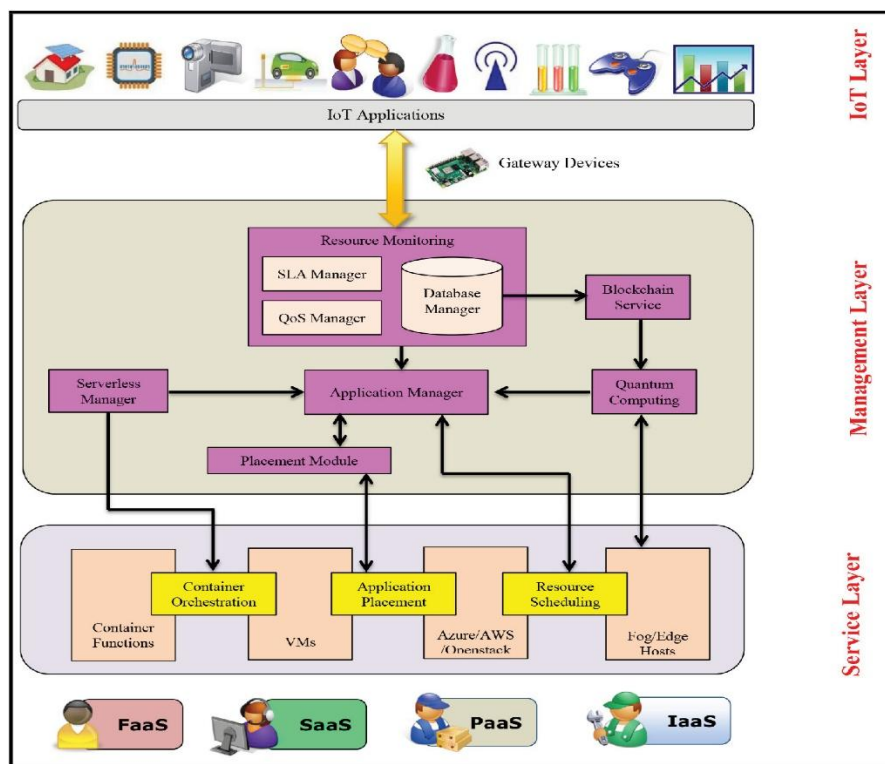 IoT Applications
IoT Layer
Gateway Devices
Resource Monitoring
SLA Manager
QoS Manager
Database
Manager
Blockchain
Service
Serverless
Manager
Application Manager
Quantum
Computing
Placement Module
Management Layer
Container
Orchestration
Application
Placement
Resource
Scheduling
Container
Functions
VMs
Azure/AWS
/Openstack
Fog/Edge
Hosts
Service Layer
FaaS
SaaS
PaaS
IaaS